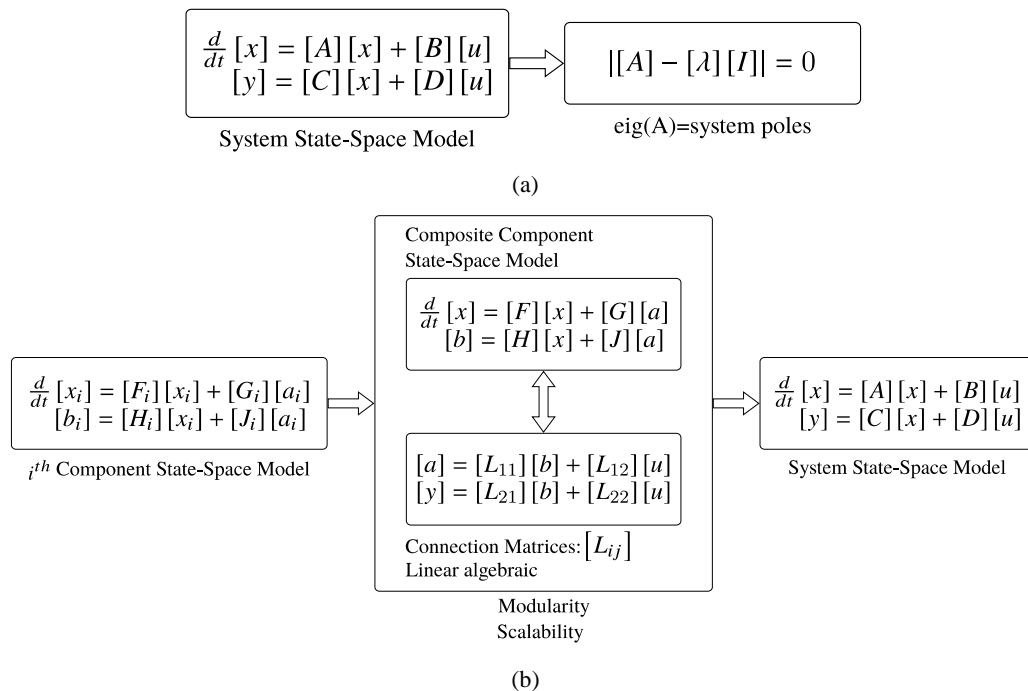 d/dt [x] = [A][x] + [B][u]
[y] = [C][x] + [D][u]
System State-Space Model
|[A] − [λ][I]| = 0
eig(A)=system poles
(a)
d/dt [xᵢ] = [Fᵢ][xᵢ] + [Gᵢ][aᵢ]
[bᵢ] = [Hᵢ][xᵢ] + [Jᵢ][aᵢ]
iᵗʰ Component State-Space Model
Composite Component
State-Space Model
d/dt [x] = [F][x] + [G][a]
[b] = [H][x] + [J][a]
[a] = [L₁₁][b] + [L₁₂][u]
[y] = [L₂₁][b] + [L₂₂][u]
Connection Matrices: [Lᵢⱼ]
Linear algebraic
Modularity
Scalability
d/dt [x] = [A][x] + [B][u]
[y] = [C][x] + [D][u]
System State-Space Model
(b)